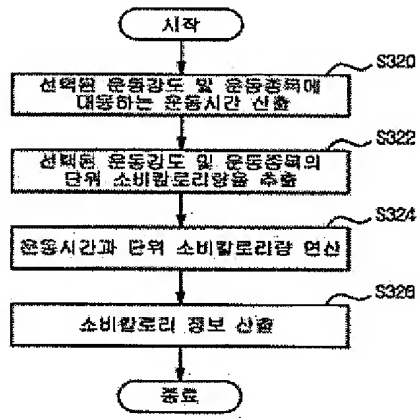 시작
S320
선택된 운동강도 및 운동종목에
대응하는 운동시간 산출
S322
선택된 운동강도 및 운동종목의
단위 소비칼로리량을 추출
S324
운동시간과 단위 소비칼로리량 연산
S326
소비칼로리 정보 산출
종료